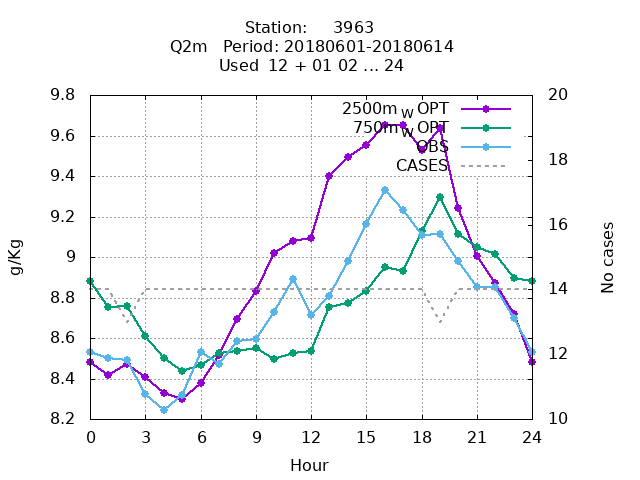 Station: 3963
Q2m Period: 20180601-20180614
Used 12 + 01 02 ... 24
2500m W OPT
750m W OPT
OBS
CASES
9.8
9.6
9.4
9.2
9
8.8
8.6
8.4
8.2
20
18
16
14
12
10
g/Kg
No cases
0 3 6 9 12 15 18 21 24
Hour